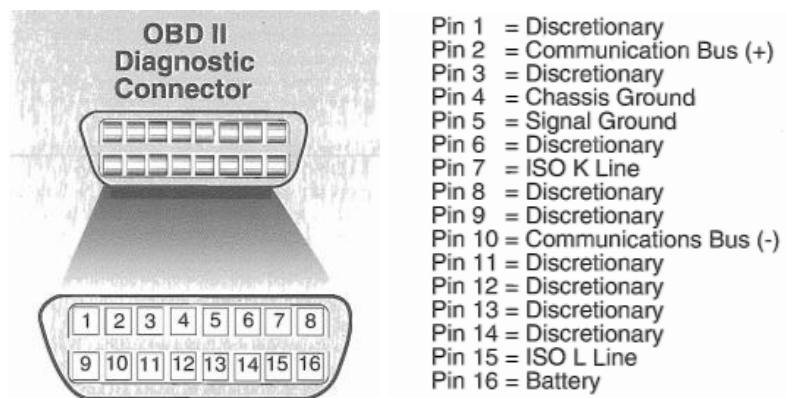 OBD II
Diagnostic
Connector
1 2 3 4 5 6 7 8
9 10 11 12 13 14 15 16
Pin 1 = Discretionary
Pin 2 = Communication Bus (+)
Pin 3 = Discretionary
Pin 4 = Chassis Ground
Pin 5 = Signal Ground
Pin 6 = Discretionary
Pin 7 = ISO K Line
Pin 8 = Discretionary
Pin 9 = Discretionary
Pin 10 = Communications Bus (-)
Pin 11 = Discretionary
Pin 12 = Discretionary
Pin 13 = Discretionary
Pin 14 = Discretionary
Pin 15 = ISO L Line
Pin 16 = Battery